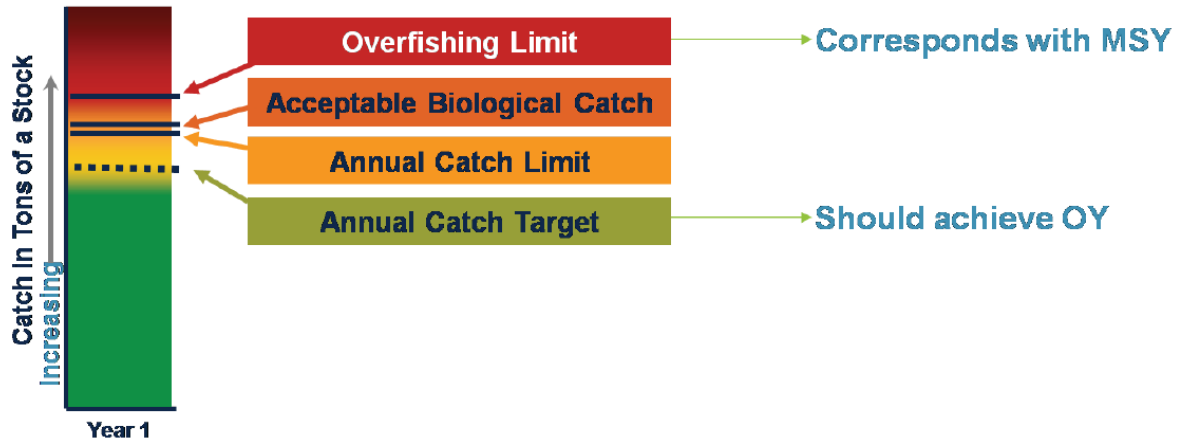 Catch In Tons of a Stock
Increasing
Overfishing Limit
Corresponds with MSY
Acceptable Biological Catch
Annual Catch Limit
Annual Catch Target
Should achieve OY
Year 1